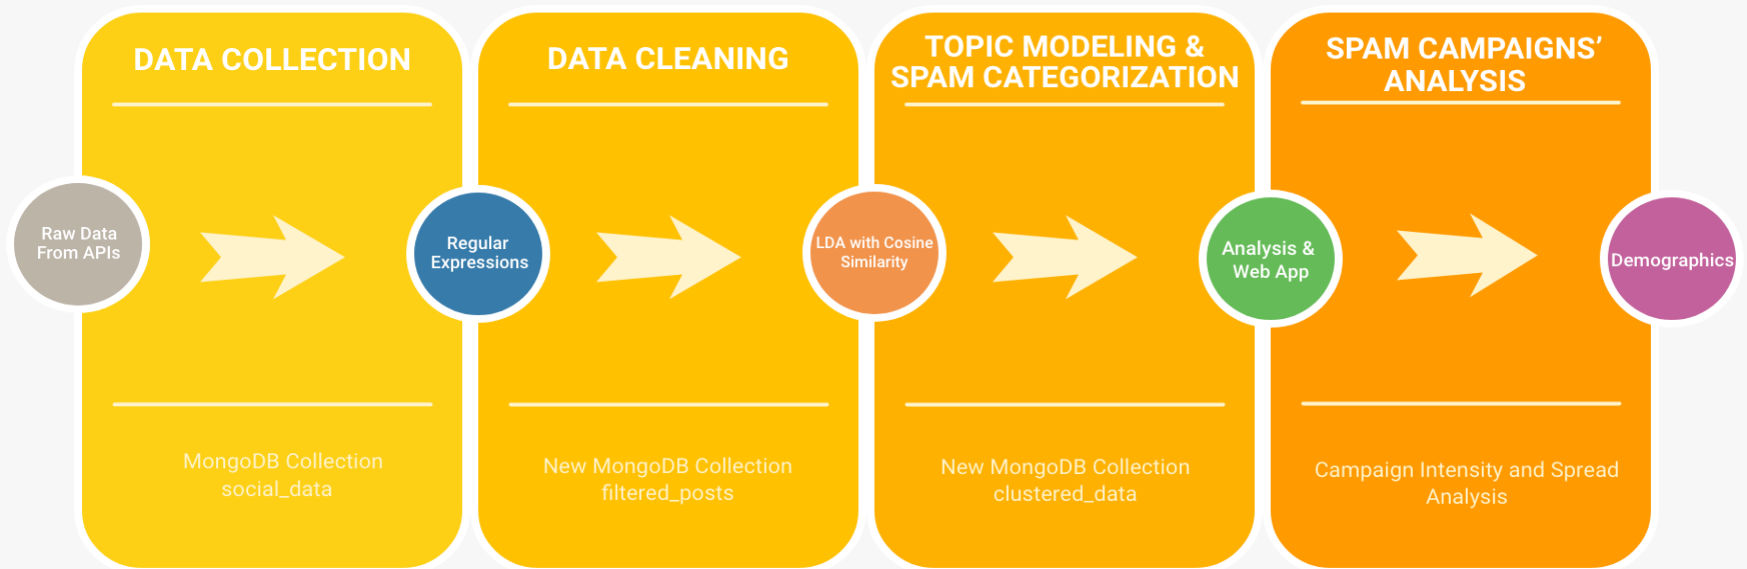 DATA COLLECTION
Raw Data
From APIs
MongoDB Collection
social_data
DATA CLEANING
Regular
Expressions
New MongoDB Collection
filtered_posts
TOPIC MODELING &
SPAM CATEGORIZATION
LDA with Cosine
Similarity
New MongoDB Collection
clustered_data
SPAM CAMPAIGNS’
ANALYSIS
Analysis &
Web App
Demographics
Campaign Intensity and Spread
Analysis